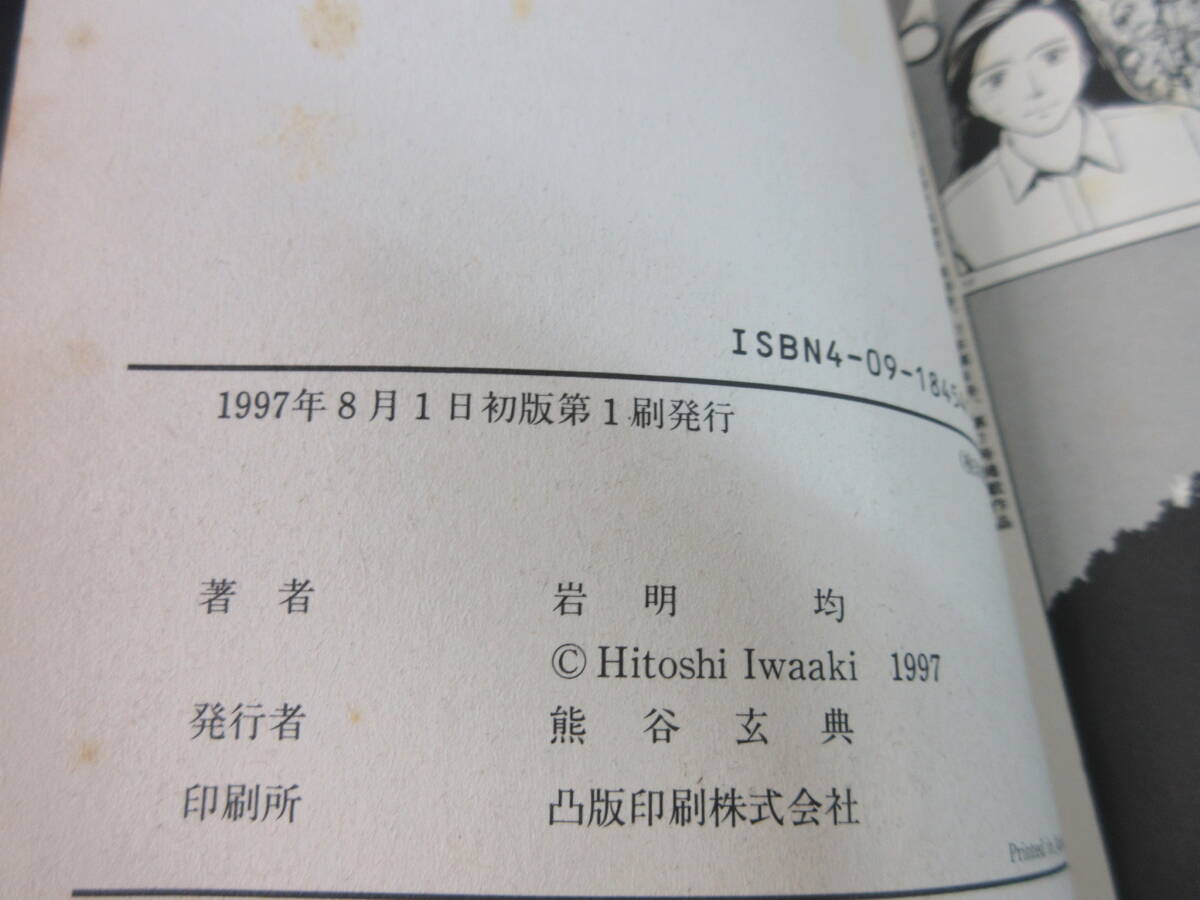 ISBN4-09-1845
1997年8月1日初版第1刷発行
著者 岩明 均
© Hitoshi Iwaaki 1997
発行者 熊谷玄典
印刷所 凸版印刷株式会社
Printed in